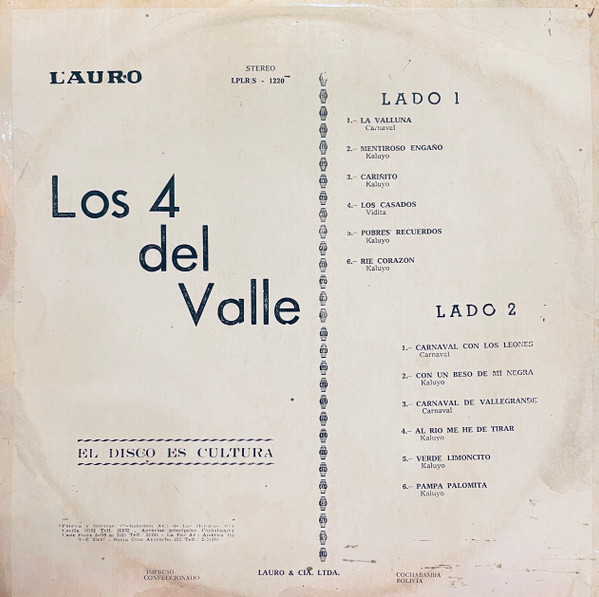 LAURO
STEREO
LPLR/S - 1220
Los 4
del
Valle
EL DISCO ES CULTURA
LADO 1
1.- LA VALLUNA
Carnaval
2.- MENTIROSO ENGAÑO
Kaluyo
3.- CARIÑITO
Kaluyo
4.- LOS CASADOS
Vidita
5.- POBRES RECUERDOS
Kaluyo
6.- RIE CORAZON
Kaluyo
LADO 2
1.- CARNAVAL CON LOS LEONES
Carnaval
2.- CON UN BESO DE MI NEGRA
Kaluyo
3.- CARNAVAL DE VALLEGRANDE
Carnaval
4.- AL RIO ME HE DE TIRAR
Kaluyo
5.- VERDE LIMONCITO
Kaluyo
6.- PAMPA PALOMITA
Kaluyo
IMPRESO
CONFECCIONADO
LAURO & CIA. LTDA.
COCHABAMBA
BOLIVIA